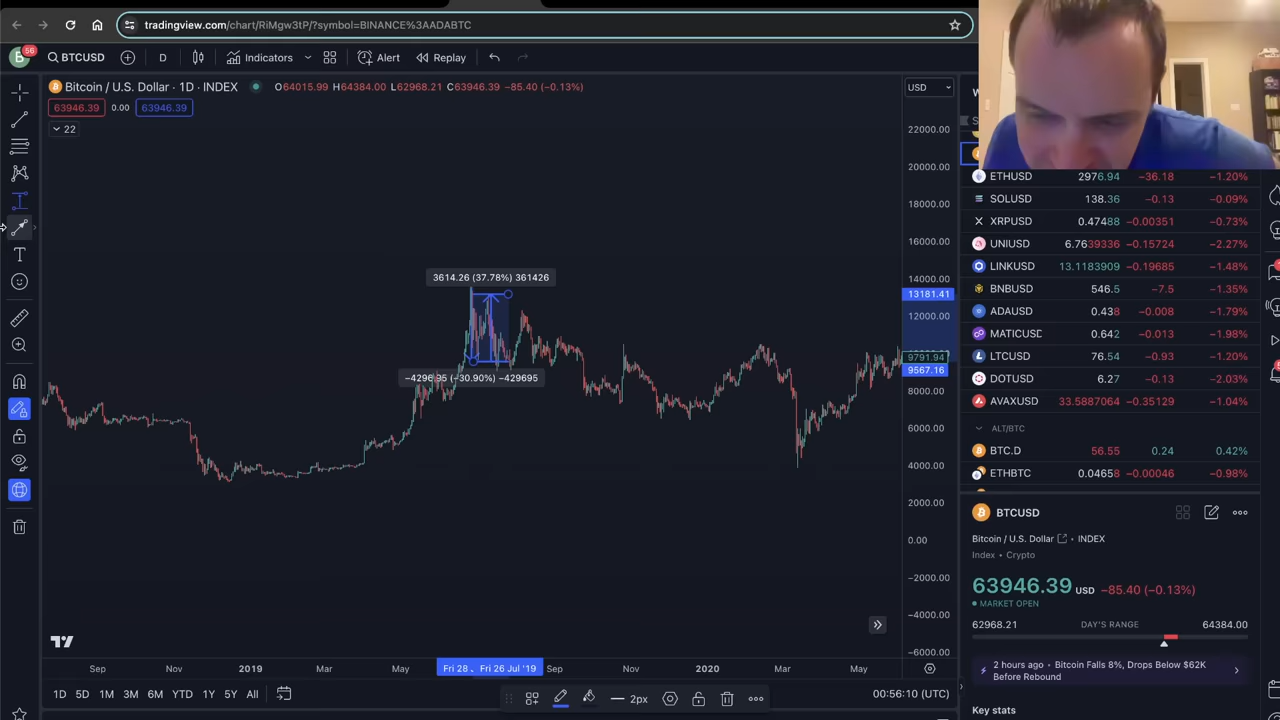 tradingview.com/chart/RiMgw3tP/?symbol=BINANCE%3AADABTC
B 56 BTCUSD D Indicators Alert Replay
Bitcoin / U.S. Dollar · 1D · INDEX O64015.99 H64384.00 L62968.21 C63946.39 −85.40 (−0.13%) USD
63946.39 0.00 63946.39
22
22000.00
20000.00
18000.00
16000.00
14000.00
13181.41
12000.00
9791.94
9567.16
8000.00
6000.00
4000.00
2000.00
0.00
−2000.00
−4000.00
−6000.00
3614.26 (37.78%) 361426
−4296.95 (−30.90%) −429695
Sep Nov 2019 Mar May Fri 28 Fri 26 Jul '19 Sep Nov 2020 Mar May
1D 5D 1M 3M 6M YTD 1Y 5Y All 2px 00:56:10 (UTC)
W
ETHUSD 2976.94 −36.18 −1.20%
SOLUSD 138.36 −0.13 −0.09%
XRPUSD 0.47488 −0.00351 −0.73%
UNIUSD 6.7639336 −0.15724 −2.27%
LINKUSD 13.1183909 −0.19685 −1.48%
BNBUSD 546.5 −7.5 −1.35%
ADAUSD 0.438 −0.008 −1.79%
MATICUSD 0.642 −0.013 −1.98%
LTCUSD 76.54 −0.93 −1.20%
DOTUSD 6.27 −0.13 −2.03%
AVAXUSD 33.5887064 −0.35129 −1.04%
ALT/BTC
BTC.D 56.55 0.24 0.42%
ETHBTC 0.04658 −0.00046 −0.98%
BTCUSD
Bitcoin / U.S. Dollar • INDEX
Index • Crypto
63946.39 USD −85.40 (−0.13%)
MARKET OPEN
62968.21 DAY'S RANGE 64384.00
2 hours ago • Bitcoin Falls 8%, Drops Below $62K
Before Rebound
Key stats